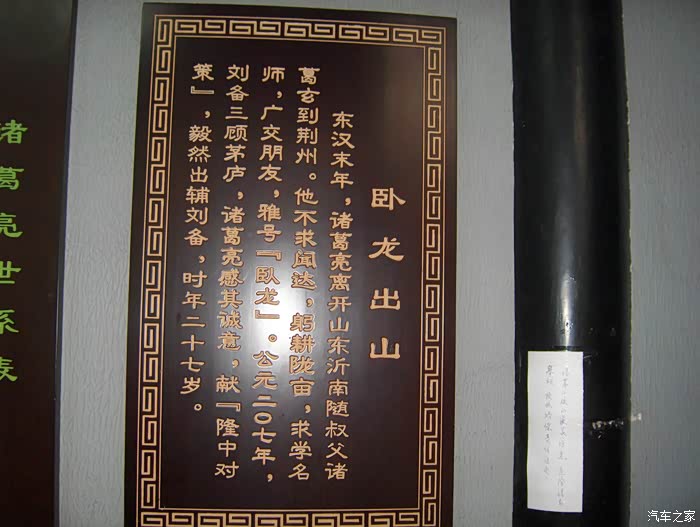 卧龙出山
东汉末年，诸葛亮离开山东沂南随叔父诸
葛玄到荆州。他不求闻达，躬耕陇亩，求学名
师，广交朋友，雅号『卧龙』。公元二〇七年，
刘备三顾茅庐，诸葛亮感其诚意，献『隆中对
策』，毅然出辅刘备，时年二十七岁。
诸葛亮世系表
汽车之家